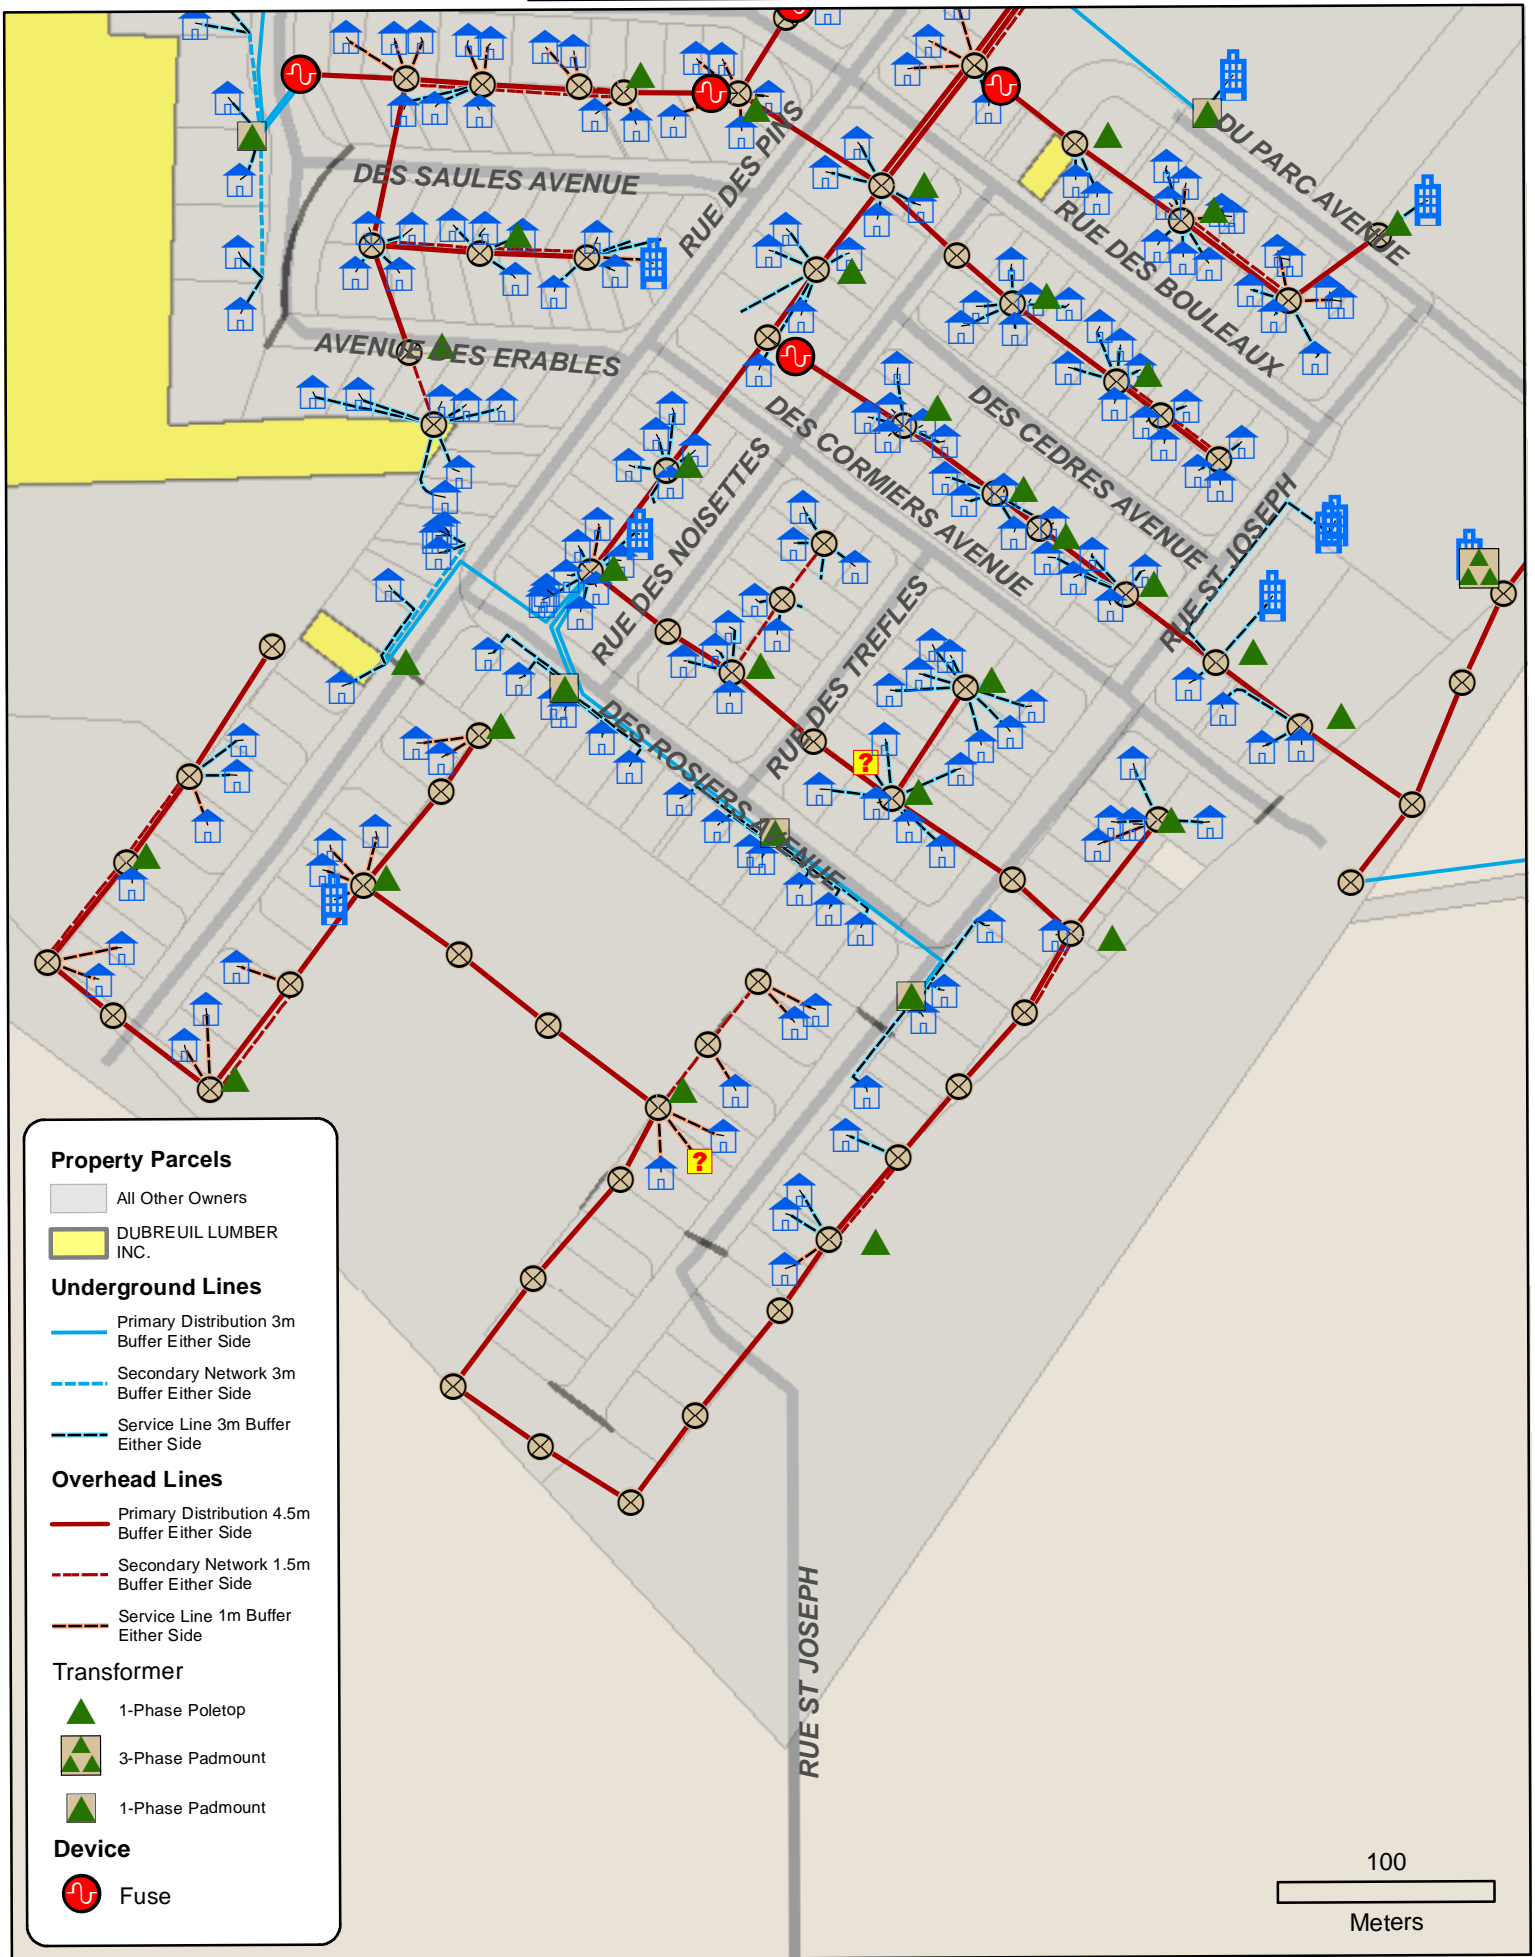 DU PARC AVENUE
RUE DES PINS
DES SAULES AVENUE
RUE DES BOULEAUX
AVENUE DES ERABLES
DES CEDRES AVENUE
DES CORMIERS AVENUE
RUE DES NOISETTES
RUE ST JOSEPH
RUE DES TREFLES
DES ROSIERS AVENUE
?
?
RUE ST JOSEPH
Property Parcels
All Other Owners
DUBREUIL LUMBER
INC.
Underground Lines
Primary Distribution 3m
Buffer Either Side
Secondary Network 3m
Buffer Either Side
Service Line 3m Buffer
Either Side
Overhead Lines
Primary Distribution 4.5m
Buffer Either Side
Secondary Network 1.5m
Buffer Either Side
Service Line 1m Buffer
Either Side
Transformer
1-Phase Poletop
3-Phase Padmount
1-Phase Padmount
Device
Fuse
100
Meters